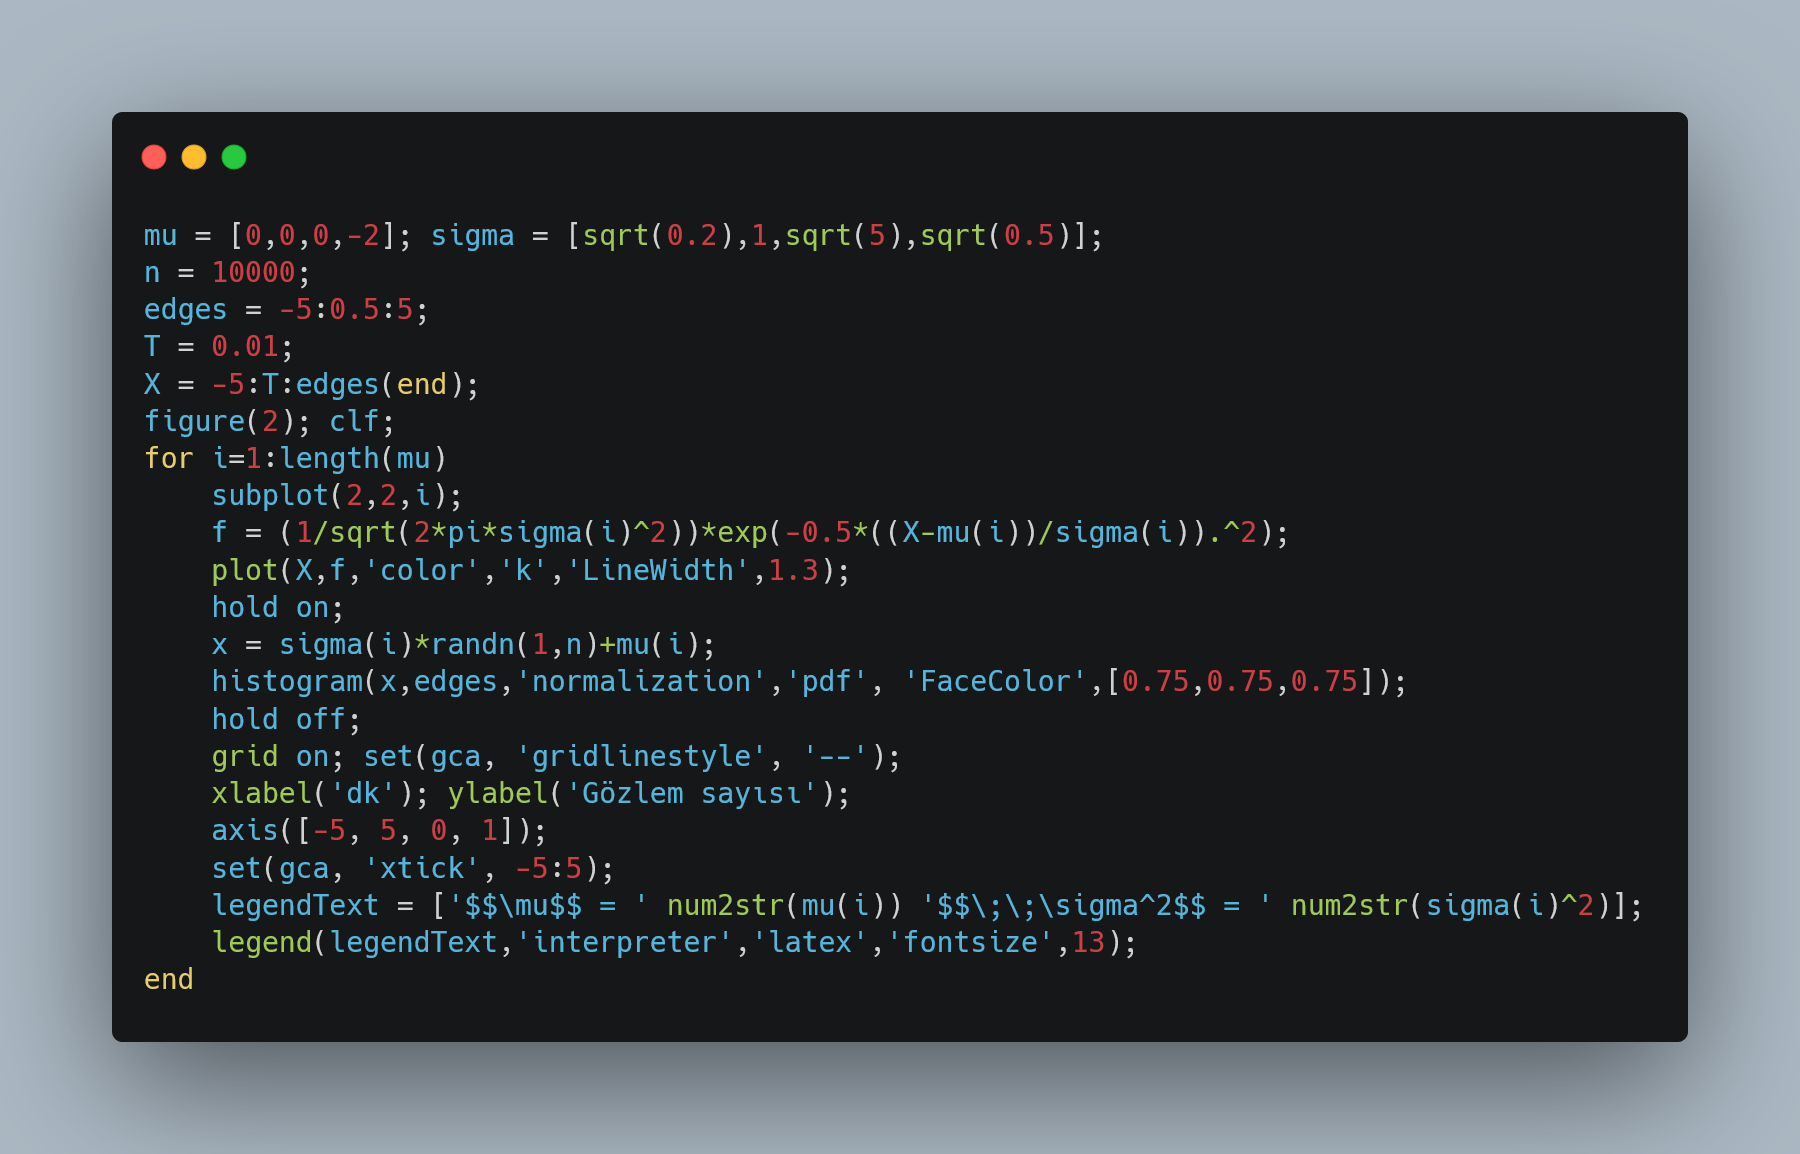 mu = [0,0,0,-2]; sigma = [sqrt(0.2),1,sqrt(5),sqrt(0.5)];
n = 10000;
edges = -5:0.5:5;
T = 0.01;
X = -5:T:edges(end);
figure(2); clf;
for i=1:length(mu)
    subplot(2,2,i);
    f = (1/sqrt(2*pi*sigma(i)^2))*exp(-0.5*((X-mu(i))/sigma(i)).^2);
    plot(X,f,'color','k','LineWidth',1.3);
    hold on;
    x = sigma(i)*randn(1,n)+mu(i);
    histogram(x,edges,'normalization','pdf', 'FaceColor',[0.75,0.75,0.75]);
    hold off;
    grid on; set(gca, 'gridlinestyle', '--');
    xlabel('dk'); ylabel('Gözlem sayısı');
    axis([-5, 5, 0, 1]);
    set(gca, 'xtick', -5:5);
    legendText = ['$$\mu$$ = ' num2str(mu(i)) '$$\;\;\sigma^2$$ = ' num2str(sigma(i)^2)];
    legend(legendText,'interpreter','latex','fontsize',13);
end